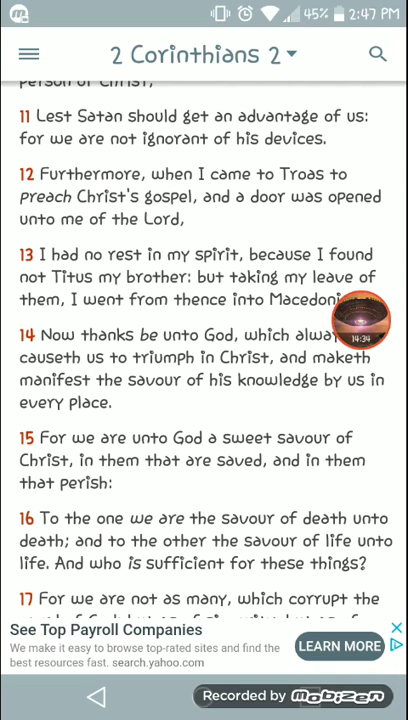 45% 2:47 PM
2 Corinthians 2
person of Christ;
11 Lest Satan should get an advantage of us:
for we are not ignorant of his devices.
12 Furthermore, when I came to Troas to
preach Christ's gospel, and a door was opened
unto me of the Lord,
13 I had no rest in my spirit, because I found
not Titus my brother: but taking my leave of
them, I went from thence into
14 Now thanks be unto God, which
causeth us to triumph in Christ, and maketh
manifest the savour of his knowledge by us in
every place.
14:34
15 For we are unto God a sweet savour of
Christ, in them that are saved, and in them
that perish:
16 To the one we are the savour of death unto
death; and to the other the savour of life unto
life. And who is sufficient for these things?
17 For we are not as many, which corrupt the
See Top Payroll Companies
We make it easy to browse top-rated sites and find the
best resources fast. search.yahoo.com
LEARN MORE
Recorded by mobizen